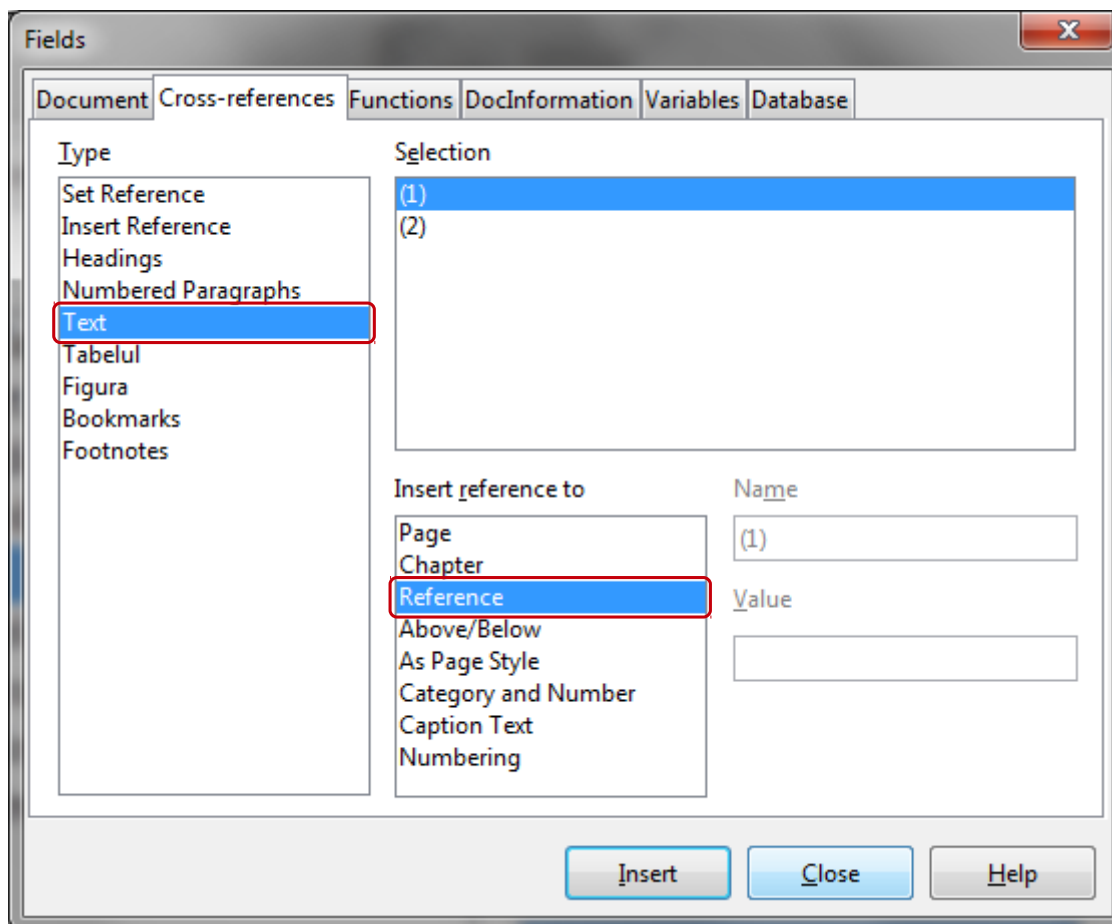 Fields
Document Cross-references Functions DocInformation Variables Database
Type
Set Reference
Insert Reference
Headings
Numbered Paragraphs
Text
Tabelul
Figura
Bookmarks
Footnotes
Selection
(1)
(2)
Insert reference to
Page
Chapter
Reference
Above/Below
As Page Style
Category and Number
Caption Text
Numbering
Name
(1)
Value
Insert Close Help